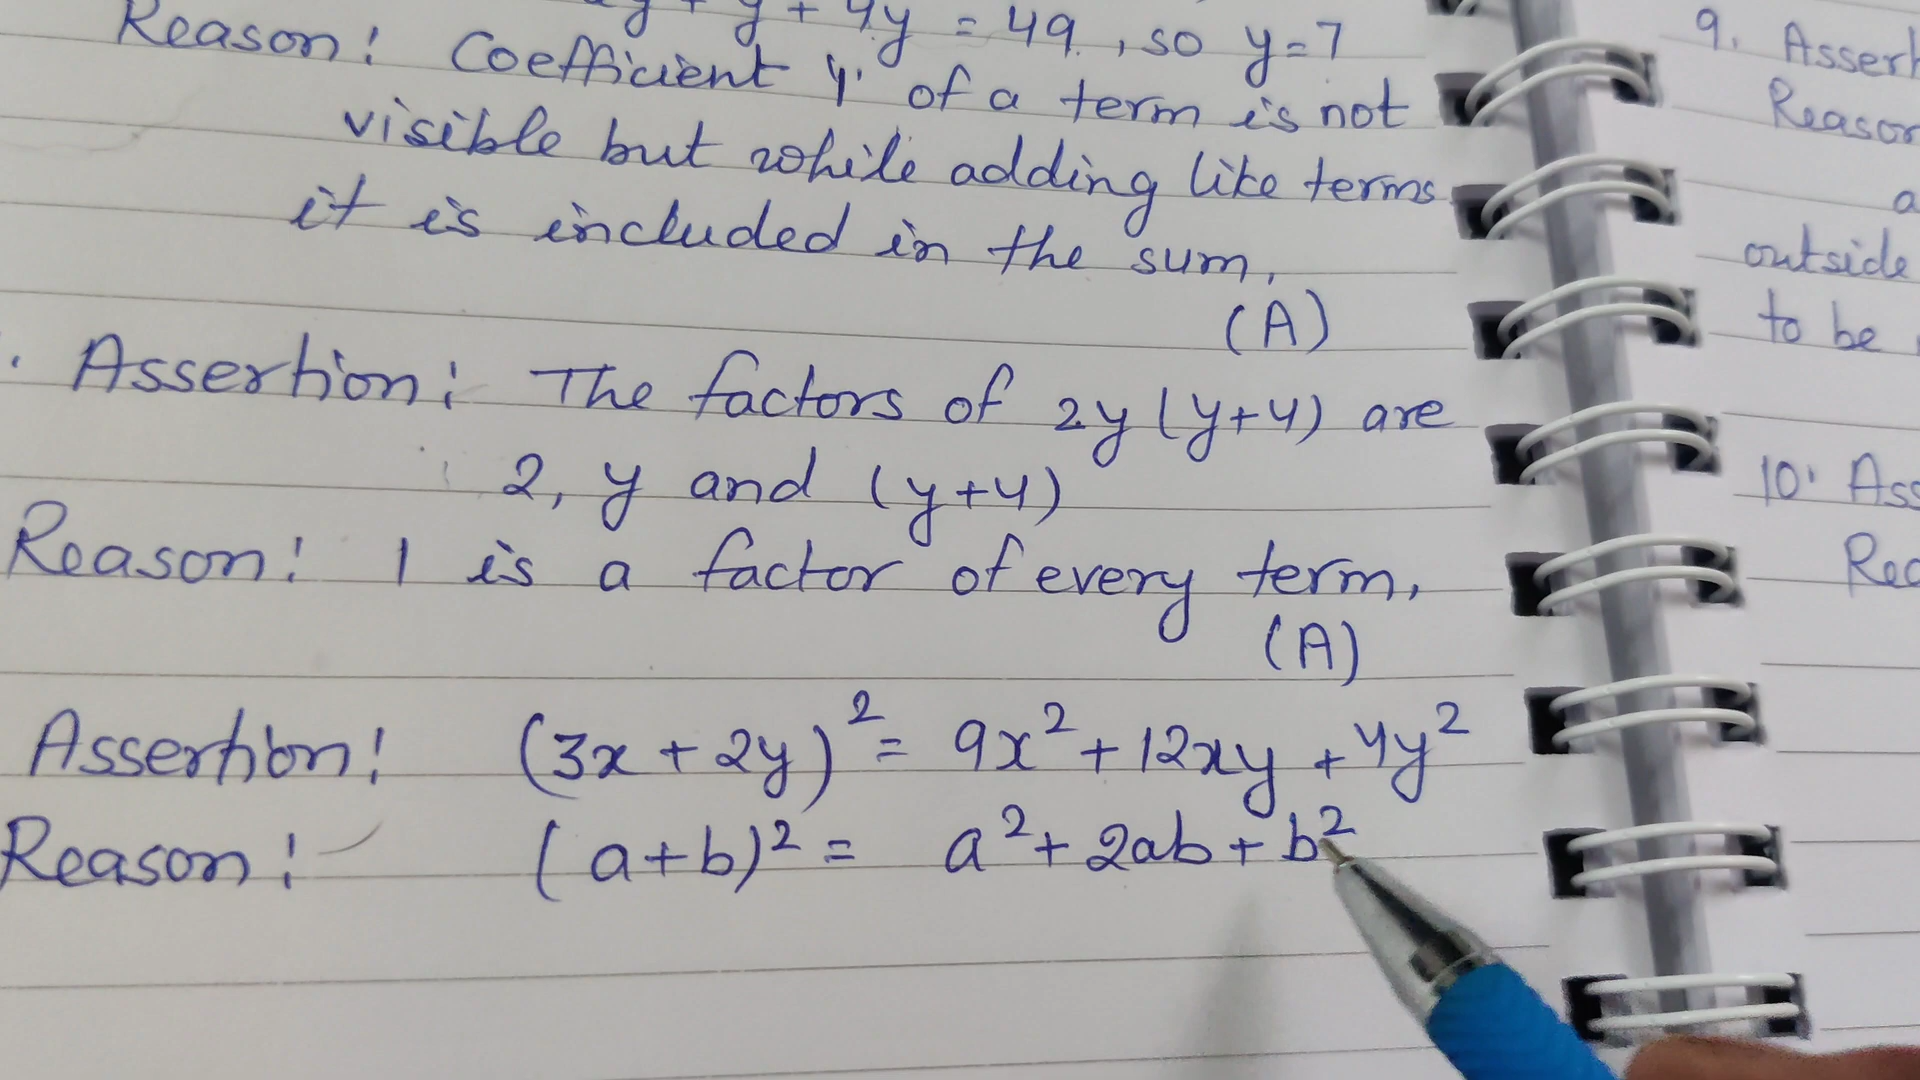 y + y + 4y = 49, so y=7
Reason: Coefficient '1' of a term is not
visible but while adding like terms
it is included in the sum.
(A)
. Assertion: The factors of 2y(y+4) are
2, y and (y+4)
Reason: 1 is a factor of every term.
(A)
Assertion: (3x + 2y)² = 9x² + 12xy + 4y²
Reason: (a+b)² = a² + 2ab + b²
9. Assert
Reason
a
outside
to be
10. Ass
Rea